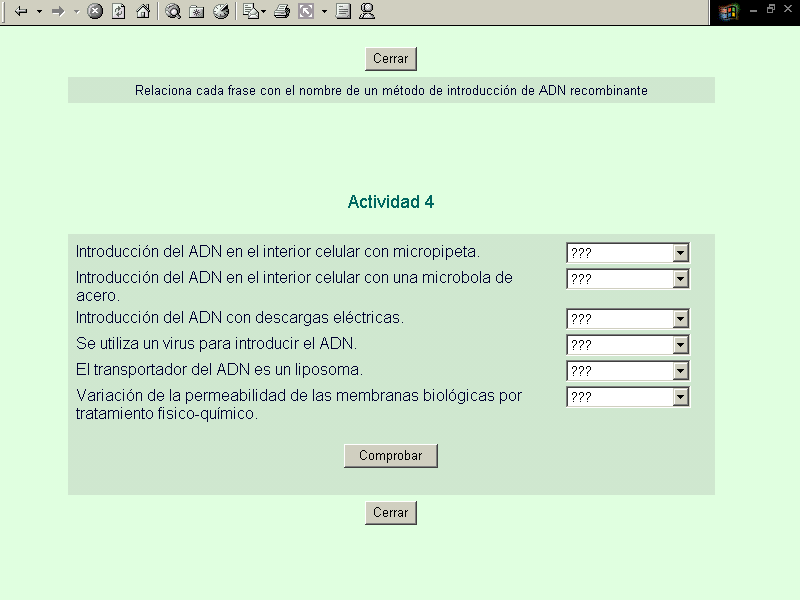 Cerrar
Relaciona cada frase con el nombre de un método de introducción de ADN recombinante
Actividad 4
Introducción del ADN en el interior celular con micropipeta.
???
Introducción del ADN en el interior celular con una microbola de
acero.
???
Introducción del ADN con descargas eléctricas.
???
Se utiliza un virus para introducir el ADN.
???
El transportador del ADN es un liposoma.
???
Variación de la permeabilidad de las membranas biológicas por
tratamiento fisico-químico.
???
Comprobar
Cerrar